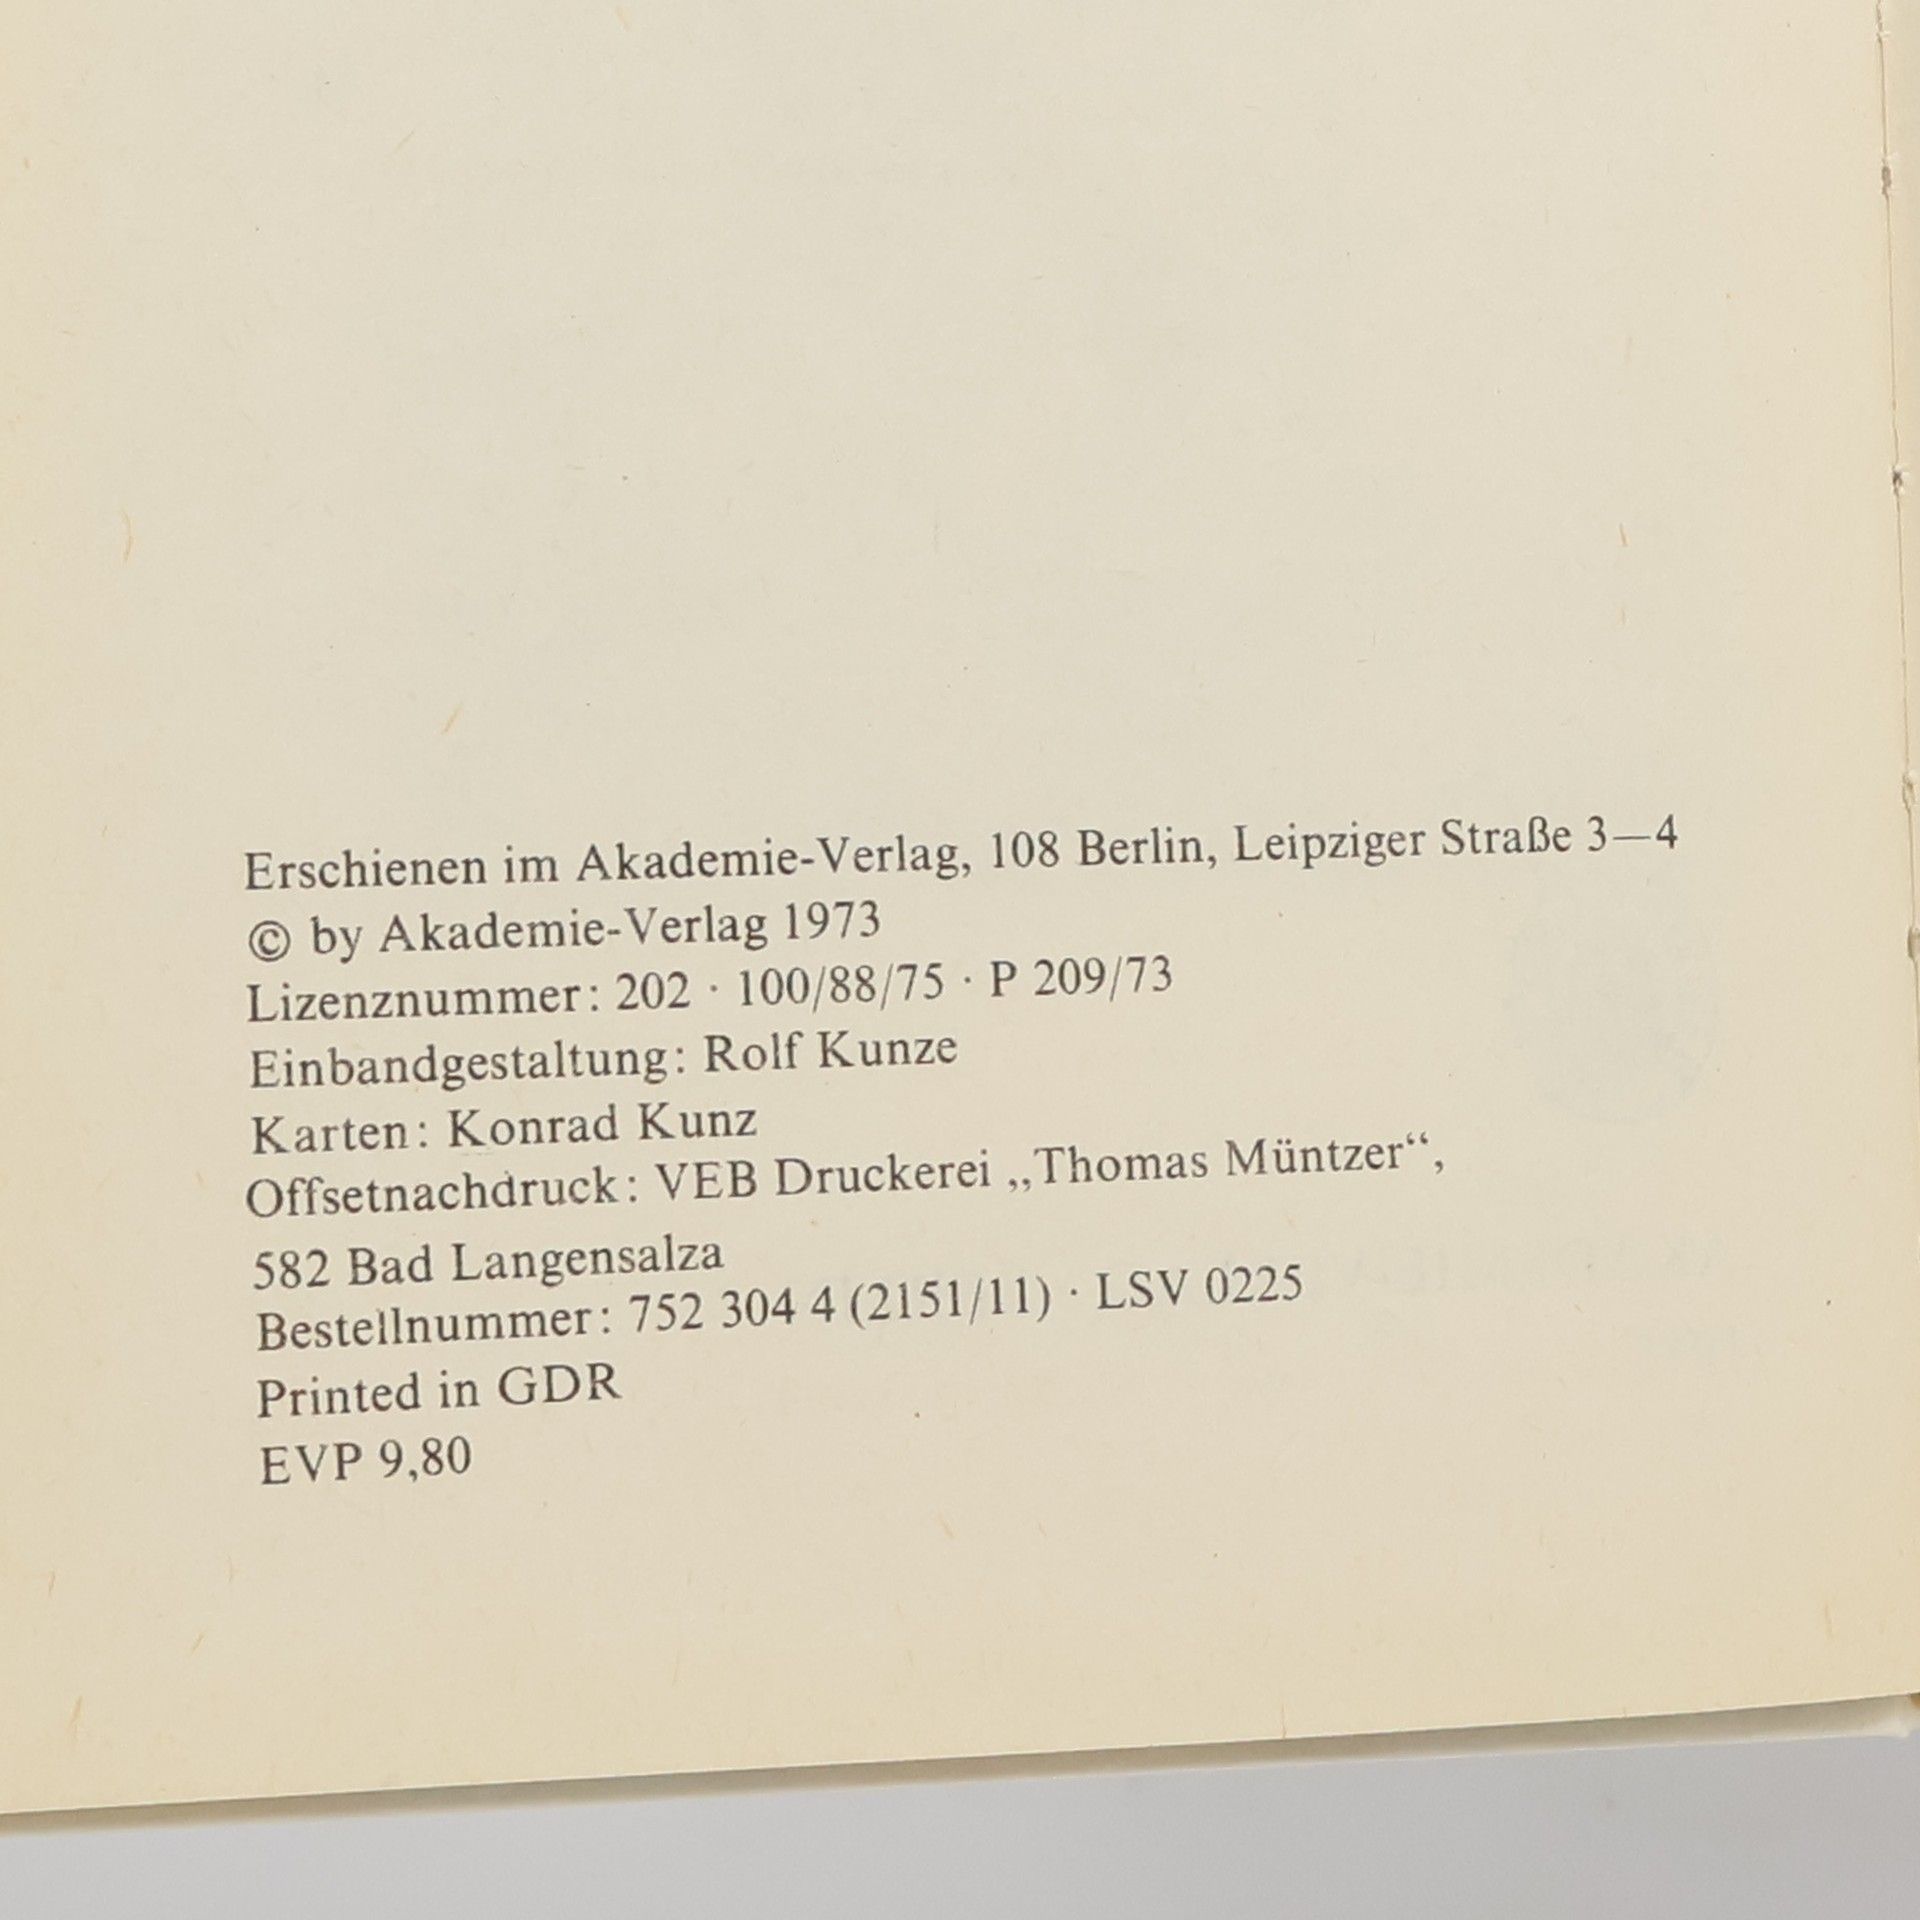 Erschienen im Akademie-Verlag, 108 Berlin, Leipziger Straße 3—4
© by Akademie-Verlag 1973
Lizenznummer: 202 · 100/88/75 · P 209/73
Einbandgestaltung: Rolf Kunze
Karten: Konrad Kunz
Offsetnachdruck: VEB Druckerei „Thomas Müntzer“,
582 Bad Langensalza
Bestellnummer: 752 304 4 (2151/11) · LSV 0225
Printed in GDR
EVP 9,80